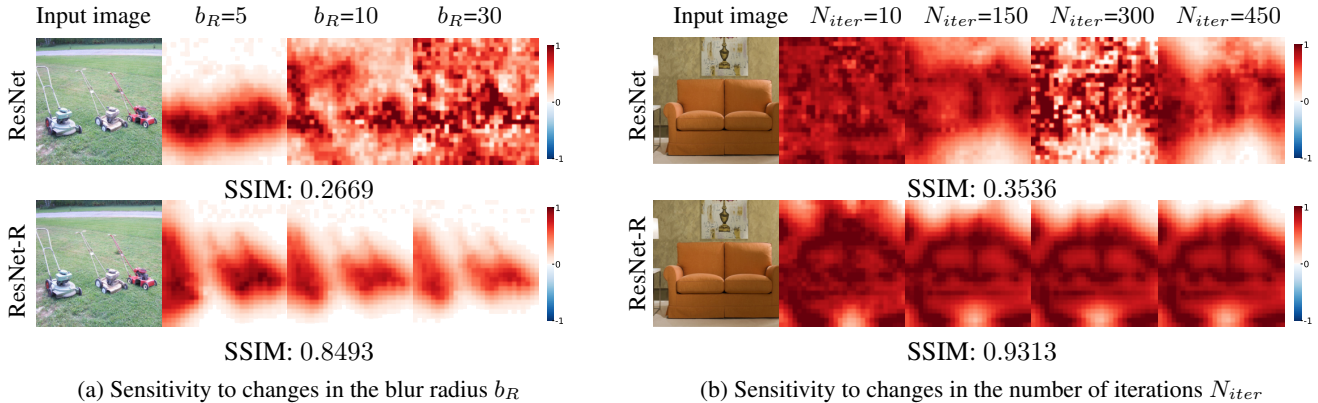 Input image b_R=5 b_R=10 b_R=30
ResNet
1
0
-1
SSIM: 0.2669
ResNet-R
1
0
-1
SSIM: 0.8493
(a) Sensitivity to changes in the blur radius b_R
Input image N_iter=10 N_iter=150 N_iter=300 N_iter=450
ResNet
1
0
-1
SSIM: 0.3536
ResNet-R
1
0
-1
SSIM: 0.9313
(b) Sensitivity to changes in the number of iterations N_iter